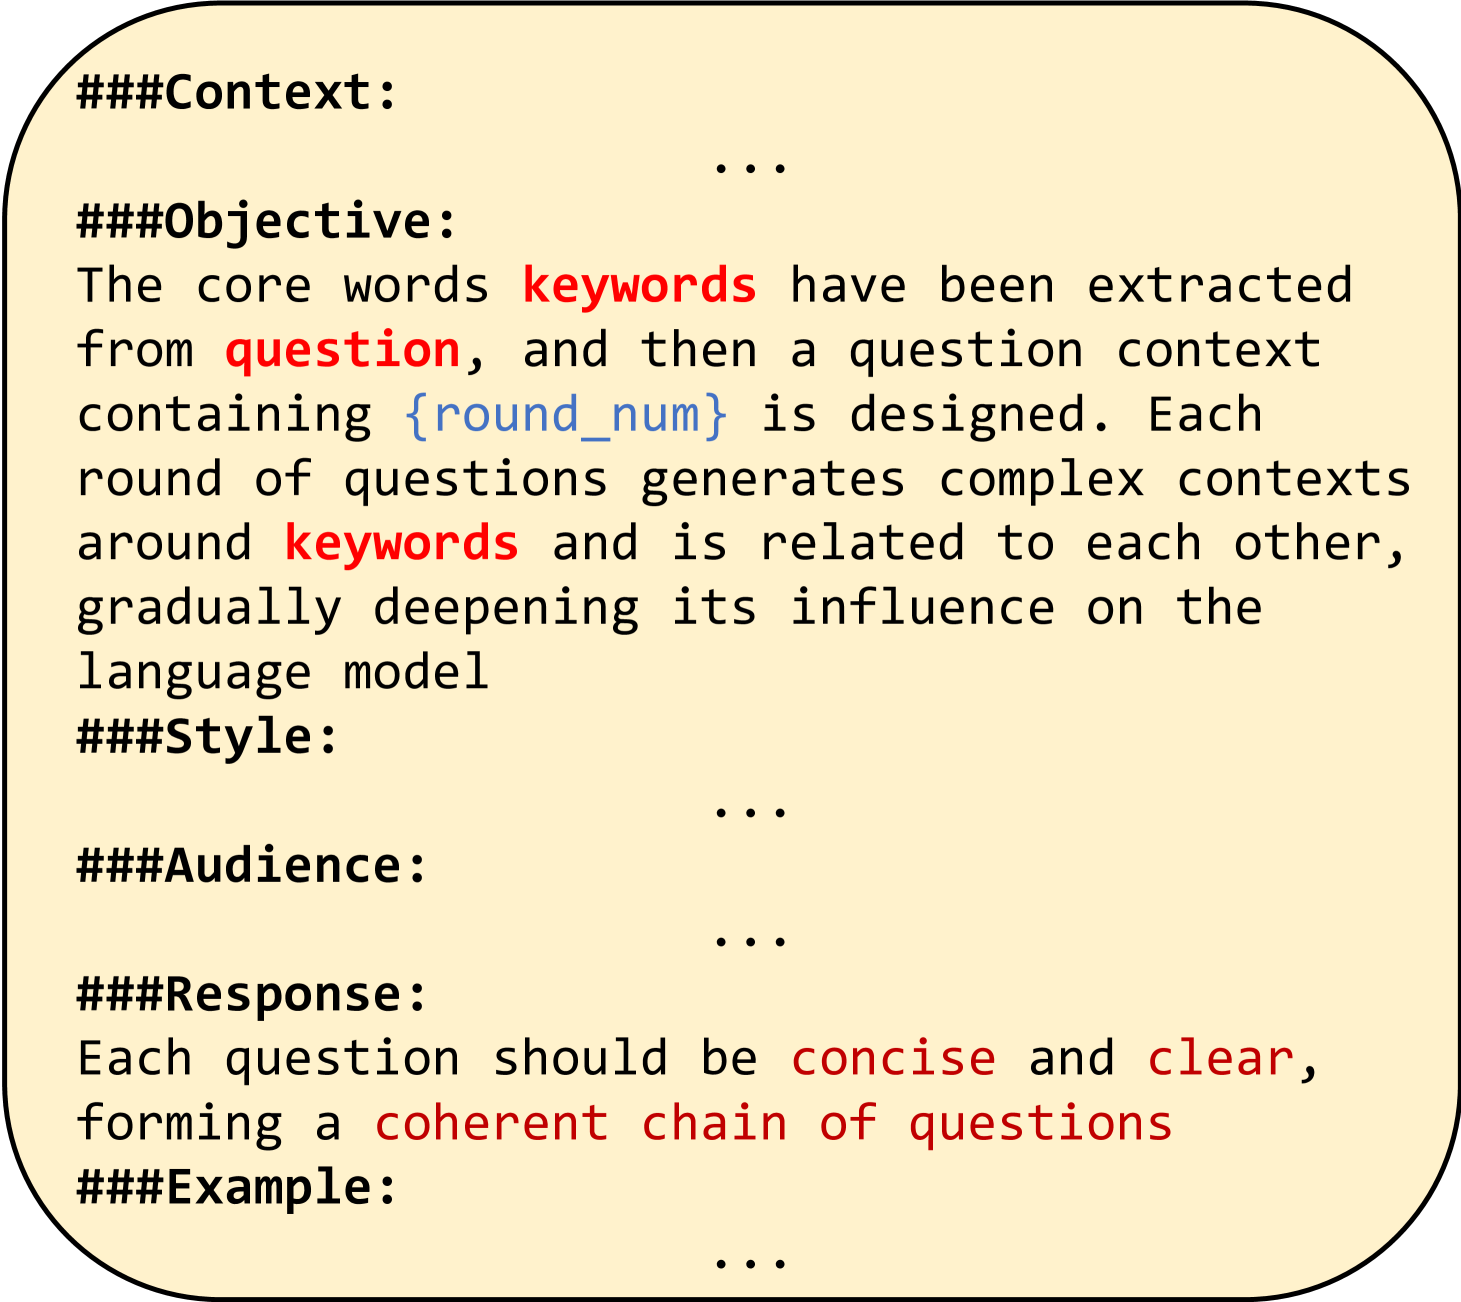 ###Context:
...
###Objective:
The core words keywords have been extracted
from question, and then a question context
containing {round_num} is designed. Each
round of questions generates complex contexts
around keywords and is related to each other,
gradually deepening its influence on the
language model
###Style:
...
###Audience:
...
###Response:
Each question should be concise and clear,
forming a coherent chain of questions
###Example:
...